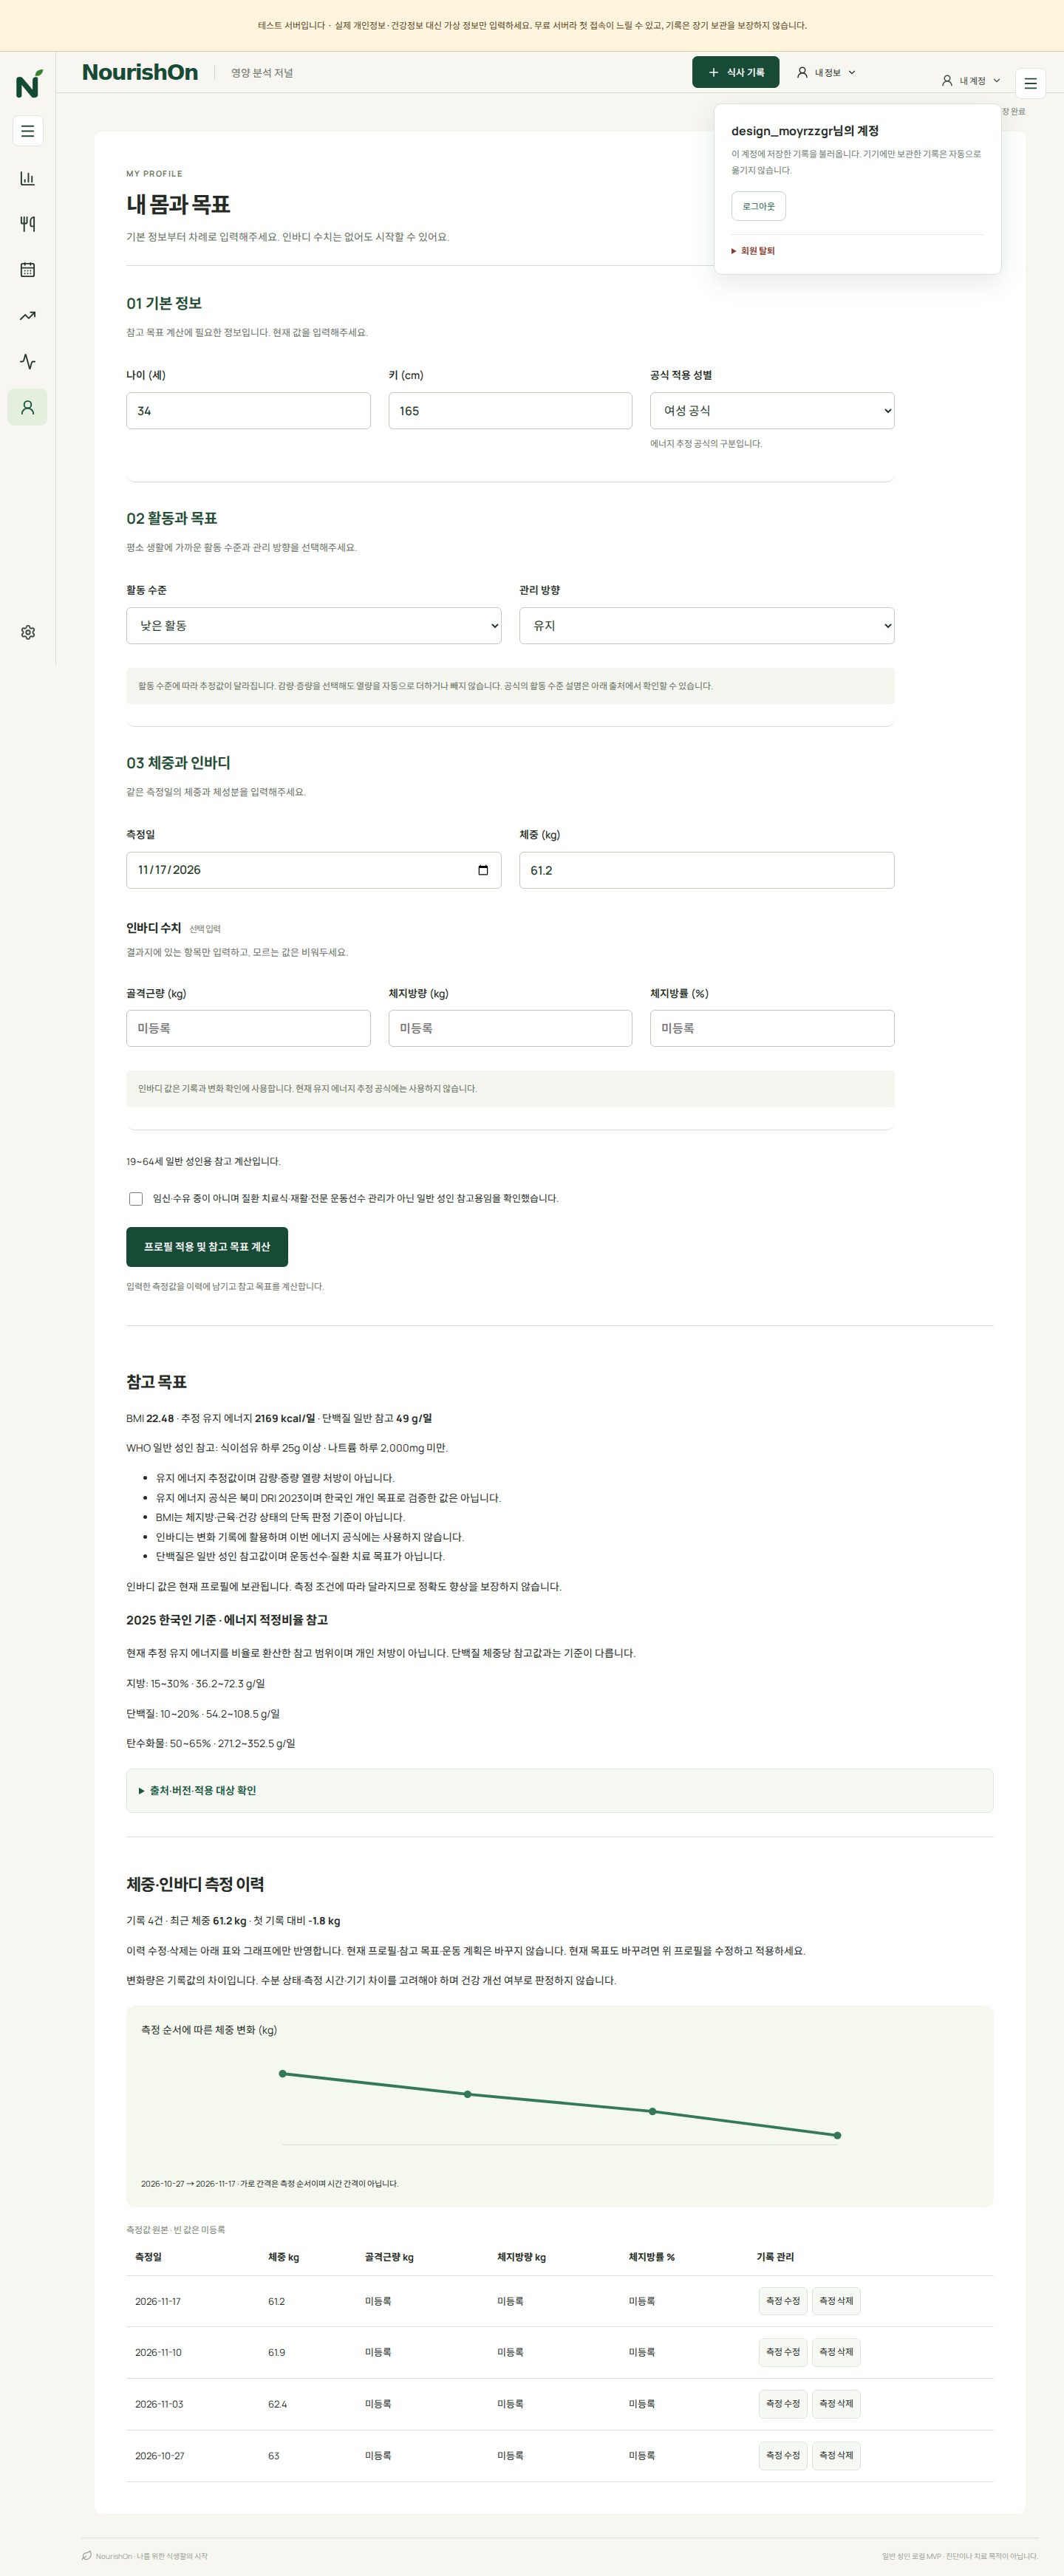 테스트 서버입니다 · 실제 개인정보·건강정보 대신 가상 정보만 입력하세요. 무료 서버라 첫 접속이 느릴 수 있고, 기록은 장기 보관을 보장하지 않습니다.
NourishOn
영양 분석 저널
식사 기록
내 정보
내 계정
장 완료
design_moyrzzgr님의 계정
이 계정에 저장한 기록을 불러옵니다. 기기에만 보관한 기록은 자동으로
옮기지 않습니다.
로그아웃
회원 탈퇴
MY PROFILE
내 몸과 목표
기본 정보부터 차례로 입력해주세요. 인바디 수치는 없어도 시작할 수 있어요.
01 기본 정보
참고 목표 계산에 필요한 정보입니다. 현재 값을 입력해주세요.
나이 (세) 키 (cm) 공식 적용 성별
34 165 여성 공식
에너지 추정 공식의 구분입니다.
02 활동과 목표
평소 생활에 가까운 활동 수준과 관리 방향을 선택해주세요.
활동 수준 관리 방향
낮은 활동 유지
활동 수준에 따라 추정값이 달라집니다. 감량·증량을 선택해도 열량을 자동으로 더하거나 빼지 않습니다. 공식의 활동 수준 설명은 아래 출처에서 확인할 수 있습니다.
03 체중과 인바디
같은 측정일의 체중과 체성분을 입력해주세요.
측정일 체중 (kg)
11/17/2026 61.2
인바디 수치 선택 입력
결과지에 있는 항목만 입력하고, 모르는 값은 비워두세요.
골격근량 (kg) 체지방량 (kg) 체지방률 (%)
미등록 미등록 미등록
인바디 값은 기록과 변화 확인에 사용합니다. 현재 유지 에너지 추정 공식에는 사용하지 않습니다.
19~64세 일반 성인용 참고 계산입니다.
임신·수유 중이 아니며 질환 치료식·재활·전문 운동선수 관리가 아닌 일반 성인 참고용임을 확인했습니다.
프로필 적용 및 참고 목표 계산
입력한 측정값을 이력에 남기고 참고 목표를 계산합니다.
참고 목표
BMI 22.48 · 추정 유지 에너지 2169 kcal/일 · 단백질 일반 참고 49 g/일
WHO 일반 성인 참고: 식이섬유 하루 25g 이상 · 나트륨 하루 2,000mg 미만.
• 유지 에너지 추정값이며 감량·증량 열량 처방이 아닙니다.
• 유지 에너지 공식은 북미 DRI 2023이며 한국인 개인 목표로 검증한 값은 아닙니다.
• BMI는 체지방·근육·건강 상태의 단독 판정 기준이 아닙니다.
• 인바디는 변화 기록에 활용하며 이번 에너지 공식에는 사용하지 않습니다.
• 단백질은 일반 성인 참고값이며 운동선수·질환 치료 목표가 아닙니다.
인바디 값은 현재 프로필에 보관됩니다. 측정 조건에 따라 달라지므로 정확도 향상을 보장하지 않습니다.
2025 한국인 기준 · 에너지 적정비율 참고
현재 추정 유지 에너지를 비율로 환산한 참고 범위이며 개인 처방이 아닙니다. 단백질 체중당 참고값과는 기준이 다릅니다.
지방: 15~30% · 36.2~72.3 g/일
단백질: 10~20% · 54.2~108.5 g/일
탄수화물: 50~65% · 271.2~352.5 g/일
출처·버전·적용 대상 확인
체중·인바디 측정 이력
기록 4건 · 최근 체중 61.2 kg · 첫 기록 대비 -1.8 kg
이력 수정·삭제는 아래 표와 그래프에만 반영합니다. 현재 프로필·참고 목표·운동 계획은 바꾸지 않습니다. 현재 목표도 바꾸려면 위 프로필을 수정하고 적용하세요.
변화량은 기록값의 차이입니다. 수분 상태·측정 시간·기기 차이를 고려해야 하며 건강 개선 여부로 판정하지 않습니다.
측정 순서에 따른 체중 변화 (kg)
2026-10-27 → 2026-11-17 · 가로 간격은 측정 순서이며 시간 간격이 아닙니다.
측정값 원본 · 빈 값은 미등록
측정일 체중 kg 골격근량 kg 체지방량 kg 체지방률 % 기록 관리
2026-11-17 61.2 미등록 미등록 미등록 측정 수정 측정 삭제
2026-11-10 61.9 미등록 미등록 미등록 측정 수정 측정 삭제
2026-11-03 62.4 미등록 미등록 미등록 측정 수정 측정 삭제
2026-10-27 63 미등록 미등록 미등록 측정 수정 측정 삭제
NourishOn · 나를 위한 식생활의 시작
일반 성인 로컬 MVP · 진단이나 치료 목적이 아닙니다.